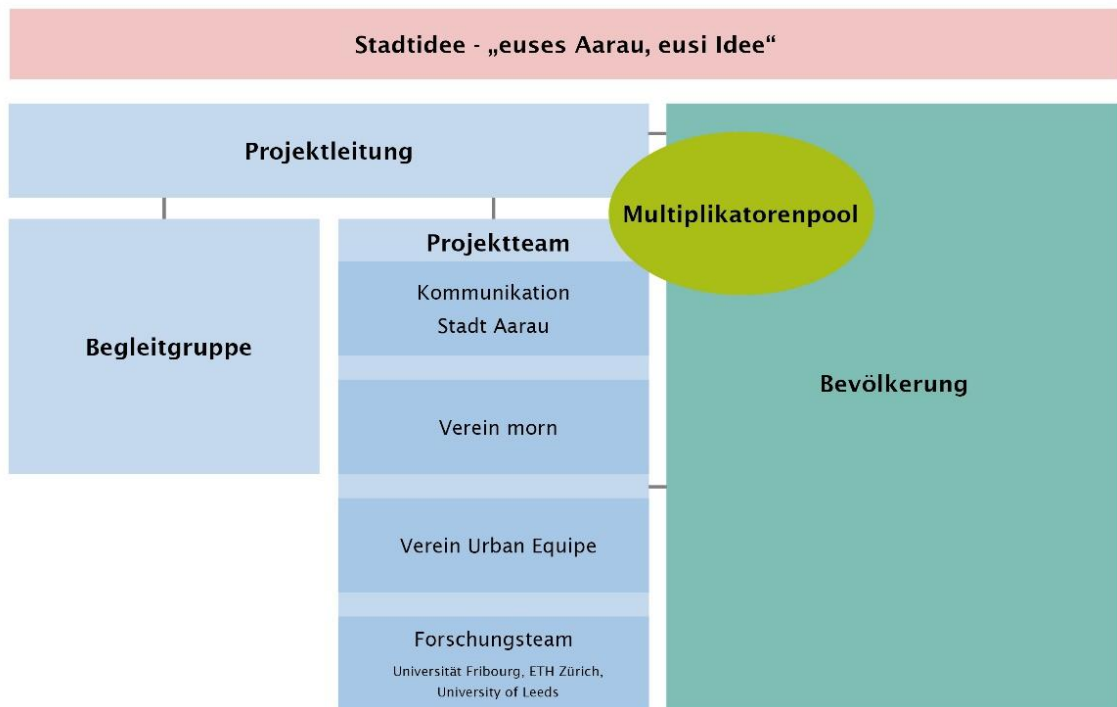 Stadtidee - „euses Aarau, eusi Idee“
Projektleitung
Multiplikatorenpool
Projektteam
Kommunikation
Stadt Aarau
Begleitgruppe
Bevölkerung
Verein morn
Verein Urban Equipe
Forschungsteam
Universität Fribourg, ETH Zürich,
University of Leeds